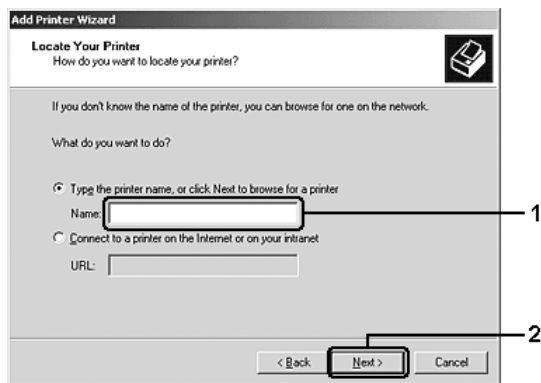 Add Printer Wizard
Locate Your Printer
How do you want to locate your printer?
If you don't know the name of the printer, you can browse for one on the network.
What do you want to do?
Type the printer name, or click Next to browse for a printer
Name:
1
Connect to a printer on the Internet or on your intranet
URL:
2
< Back Next > Cancel